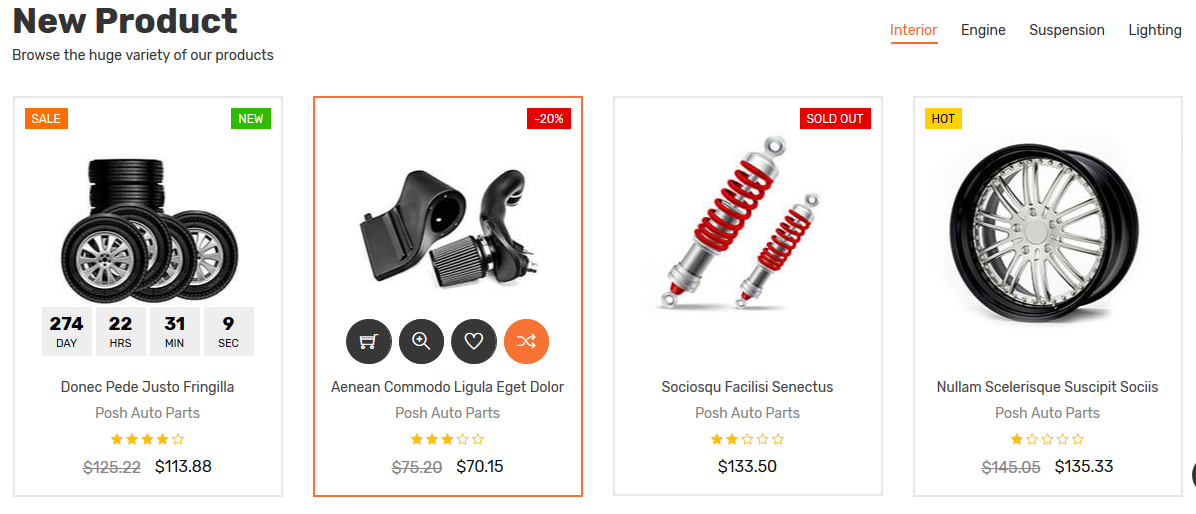 New Product
Browse the huge variety of our products
Interior Engine Suspension Lighting
SALE NEW
274 22 31 9
DAY HRS MIN SEC
Donec Pede Justo Fringilla
Posh Auto Parts
$125.22 $113.88
-20%
Aenean Commodo Ligula Eget Dolor
Posh Auto Parts
$75.20 $70.15
SOLD OUT
Sociosqu Facilisi Senectus
Posh Auto Parts
$133.50
HOT
Nullam Scelerisque Suscipit Sociis
Posh Auto Parts
$145.05 $135.33